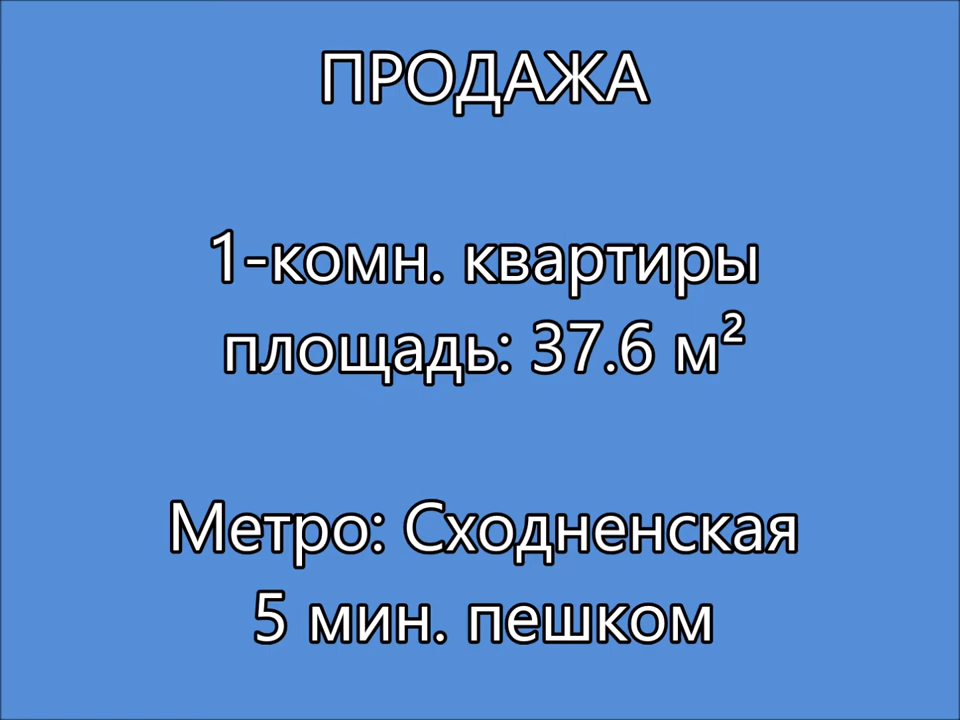 ПРОДАЖА
1-комн. квартиры
площадь: 37.6 м²
Метро: Сходненская
5 мин. пешком